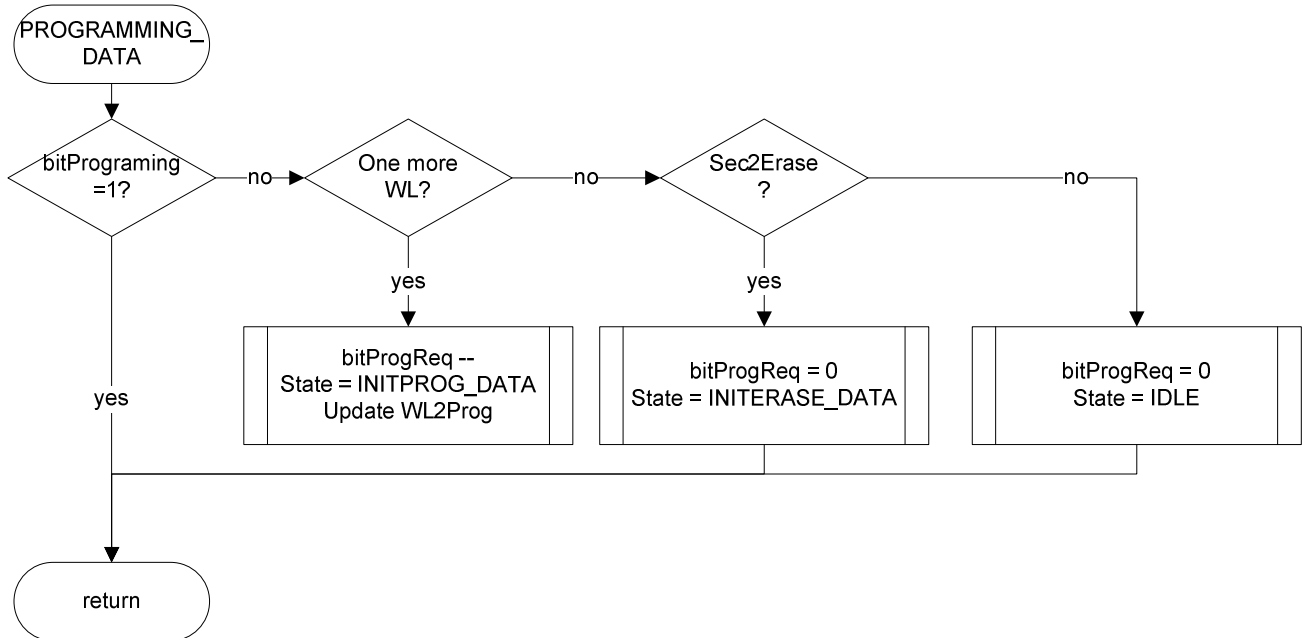 PROGRAMMING_
DATA
bitPrograming
=1?
no
One more
WL?
no
Sec2Erase
?
no
yes
yes
yes
bitProgReq --
State = INITPROG_DATA
Update WL2Prog
bitProgReq = 0
State = INITERASE_DATA
bitProgReq = 0
State = IDLE
return